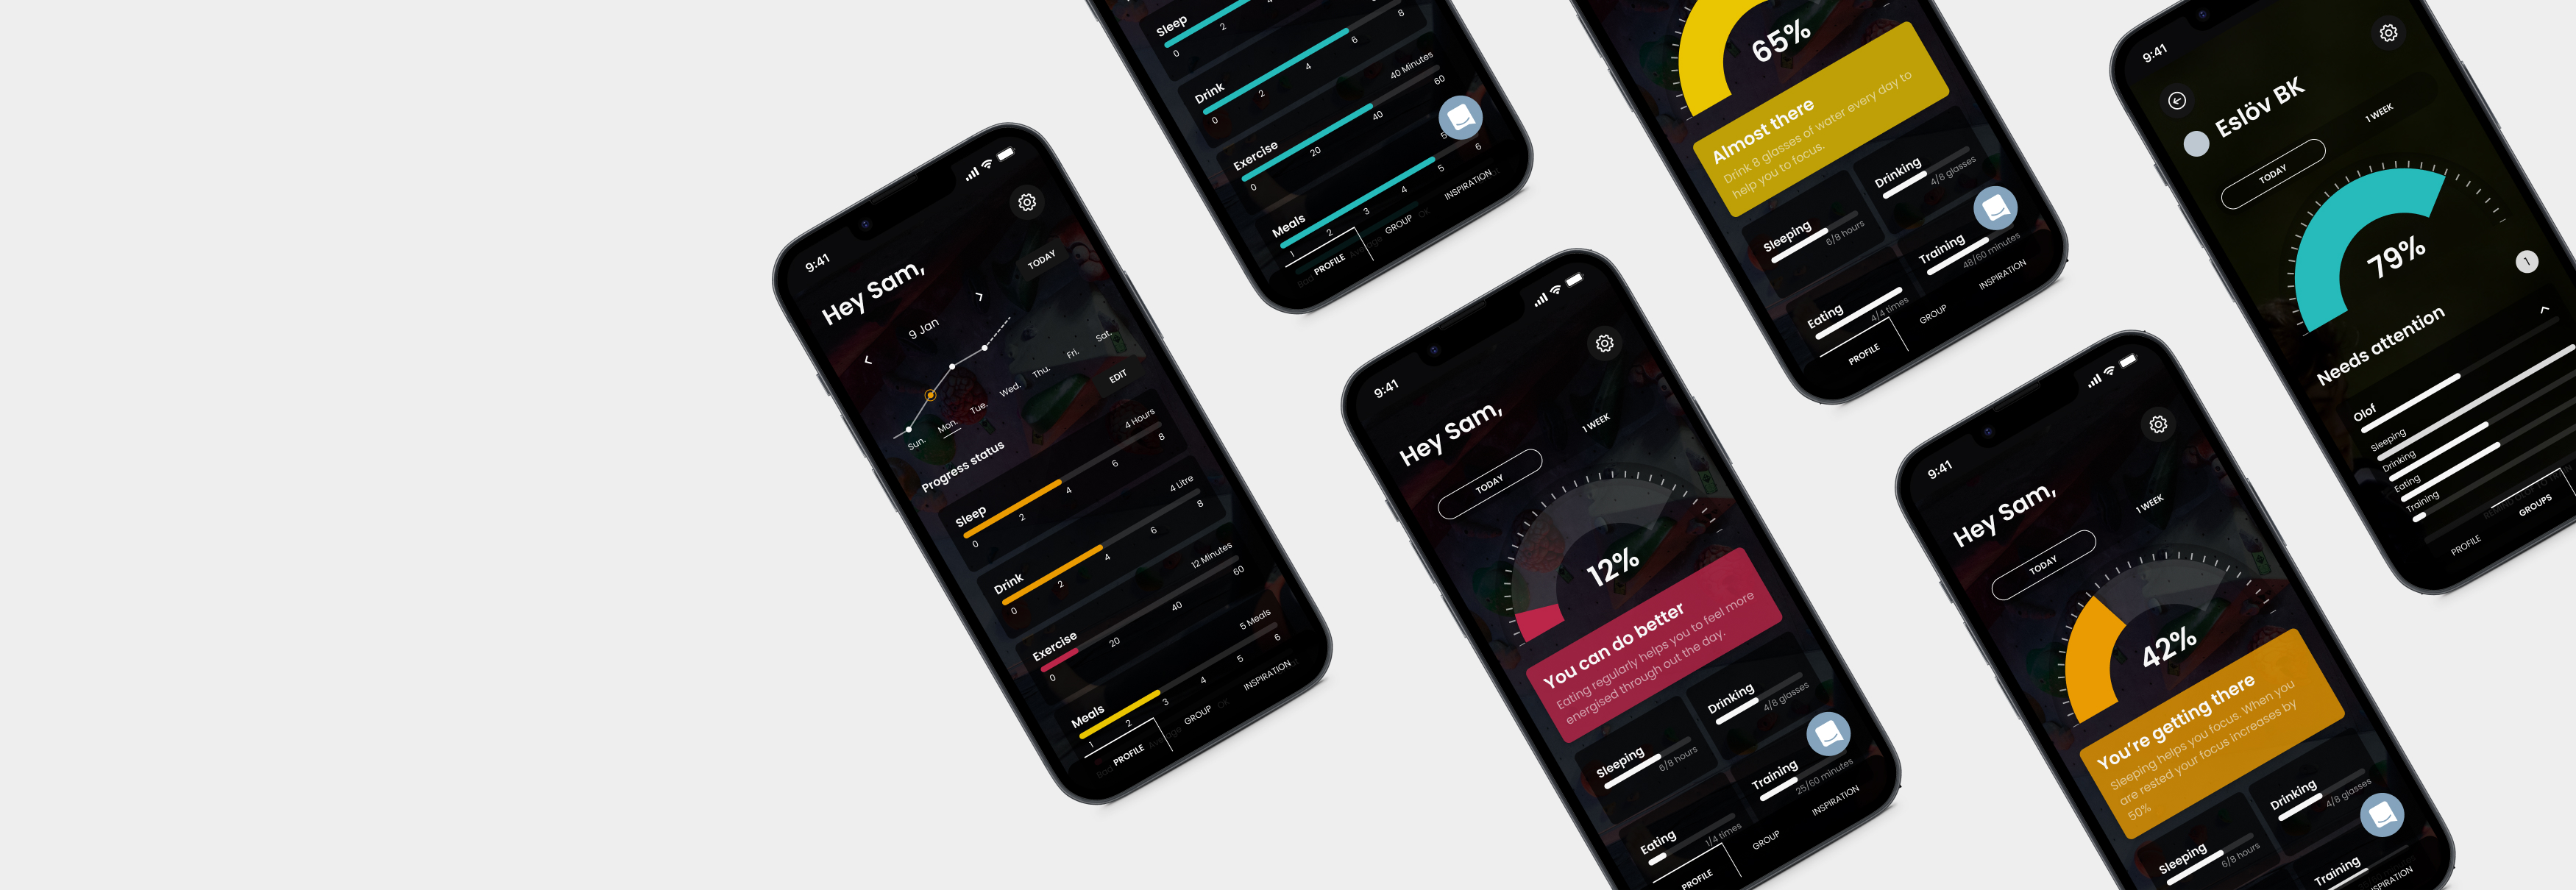 9:41
Hey Sam,
TODAY
9 Jan
Sun.
Mon.
Tue.
Wed.
Thu.
Fri.
Sat.
EDIT
Progress status
Sleep
4 Hours
0 2 4 6 8
Drink
4 Litre
0 2 4 6 8
Exercise
12 Minutes
0 20 40 60
Meals
5 Meals
1 2 3 4 5 6
PROFILE
GROUP
INSPIRATION
Sleep
0 2
Drink
0 2 4 6 8
Exercise
40 Minutes
0 20 40 60
Meals
1 2 3 4 5 6
PROFILE
GROUP
INSPIRATION
9:41
Hey Sam,
TODAY
1 WEEK
12%
You can do better
Eating regularly helps you to feel more
energised through out the day.
Sleeping
6/8 hours
Drinking
4/8 glasses
Eating
1/4 times
Training
25/60 minutes
PROFILE
GROUP
INSPIRATION
65%
Almost there
Drink 8 glasses of water every day to
help you to focus.
Sleeping
6/8 hours
Drinking
4/8 glasses
Eating
4/4 times
Training
48/60 minutes
PROFILE
GROUP
INSPIRATION
9:41
Hey Sam,
TODAY
1 WEEK
42%
You're getting there
Sleeping helps you focus. When you
are rested your focus increases by
50%
Sleeping
6/8 hours
Drinking
4/8 glasses
Training
9:41
Eslöv BK
TODAY
1 WEEK
79%
1
Needs attention
Olof
Sleeping
Drinking
Eating
Training
PROFILE
GROUPS